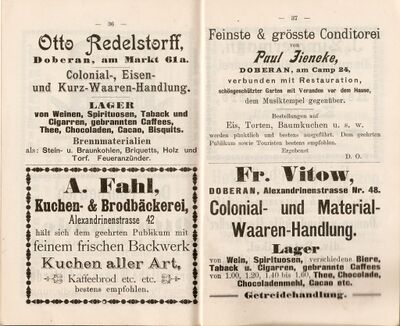 — 36 —
Otto Redelstorff,
Doberan, am Markt 61a.
Colonial-, Eisen-
und Kurz-Waaren-Handlung.
LAGER
von Weinen, Spirituosen, Taback und
Cigarren, gebrannten Caffees,
Thee, Chocoladen, Cacao, Bisquits.
Brennmaterialien
als: Stein- u. Braunkohlen, Briquetts, Holz und
Torf. Feueranzünder.
A. Fahl,
Kuchen- & Brodbäckerei,
Alexandrinenstrasse 42
hält sich dem geehrten Publikum mit
feinem frischen Backwerk
Kuchen aller Art,
Kaffeebrod etc. etc.
bestens empfohlen.
— 37 —
Feinste & grösste Conditorei
von
Paul Jieneke,
DOBERAN, am Camp 24,
verbunden mit Restauration,
schöngeschützter Garten mit Veranden vor dem Hause,
dem Musiktempel gegenüber.
Bestellungen auf
Eis, Torten, Baumkuchen u. s. w.
werden pünktlich und bestens ausgeführt. Dem geehrten
Publikum sowie Touristen bestens empfohlen.
Ergebenst
D. O.
Fr. Vitow,
DOBERAN, Alexandrinenstrasse Nr. 48.
Colonial- und Material-
Waaren-Handlung.
Lager
von Wein, Spirituosen, verschiedene Biere,
Taback u. Cigarren, gebrannte Caffees
von 1.00, 1.20, 1.40 bis 1.60, Thee, Chocolade,
Chocoladenmehl, Cacao etc.
Getreidehandlung.